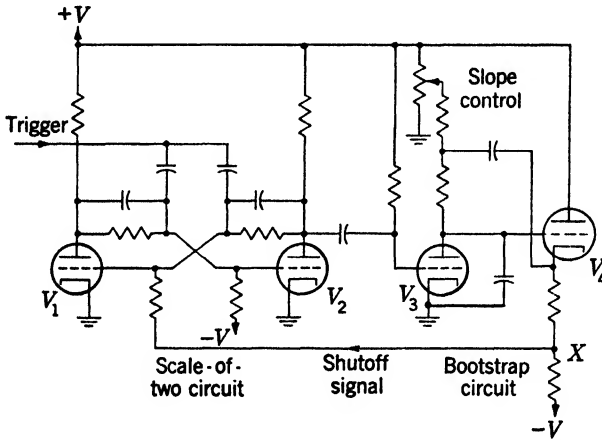 +V
Slope
control
Trigger
V1
V2
V3
V4
-V
Scale-of-
two circuit
Shutoff
signal
Bootstrap
circuit
X
-V